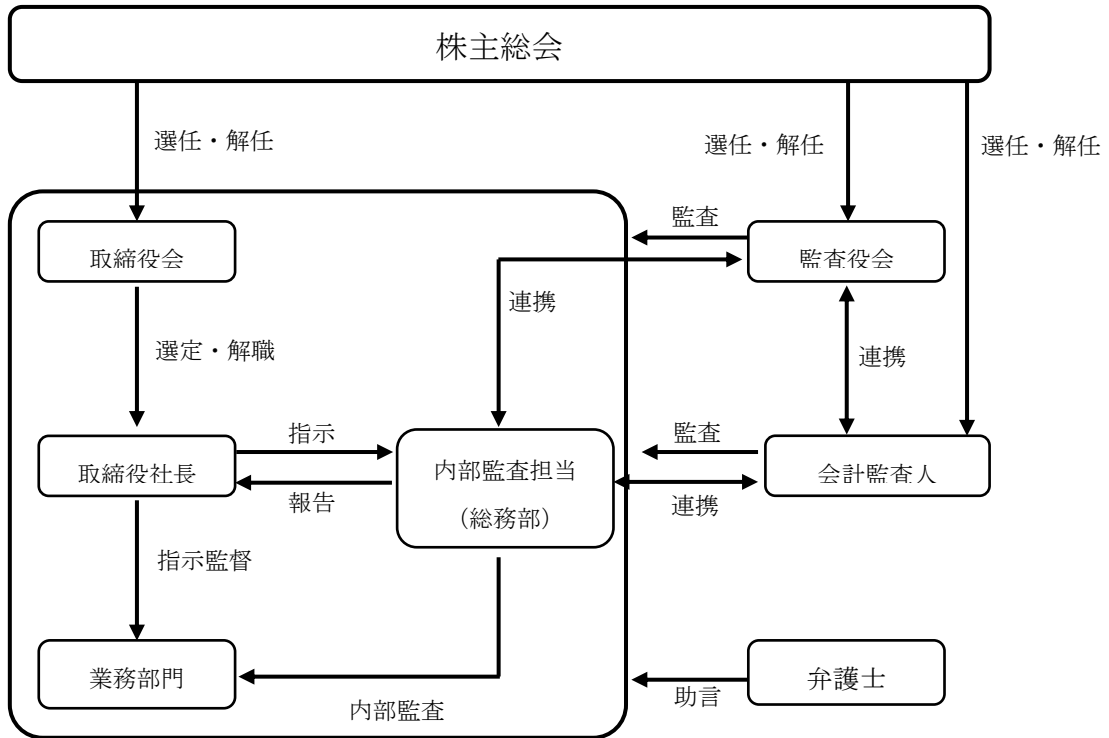 株主総会
選任・解任
選任・解任
選任・解任
取締役会
監査
監査役会
連携
選定・解職
連携
指示
監査
取締役社長
内部監査担当
（総務部）
会計監査人
報告
連携
指示監督
業務部門
弁護士
助言
内部監査